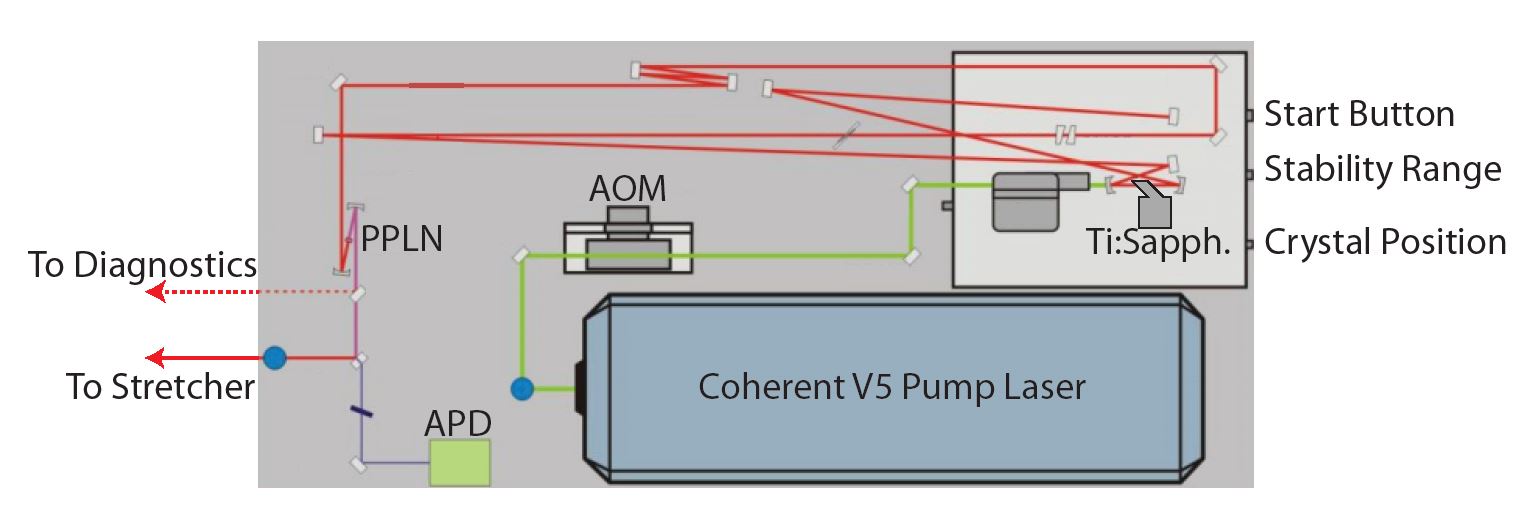 Start Button
Stability Range
AOM
PPLN
Ti:Sapph.
Crystal Position
To Diagnostics
To Stretcher
Coherent V5 Pump Laser
APD